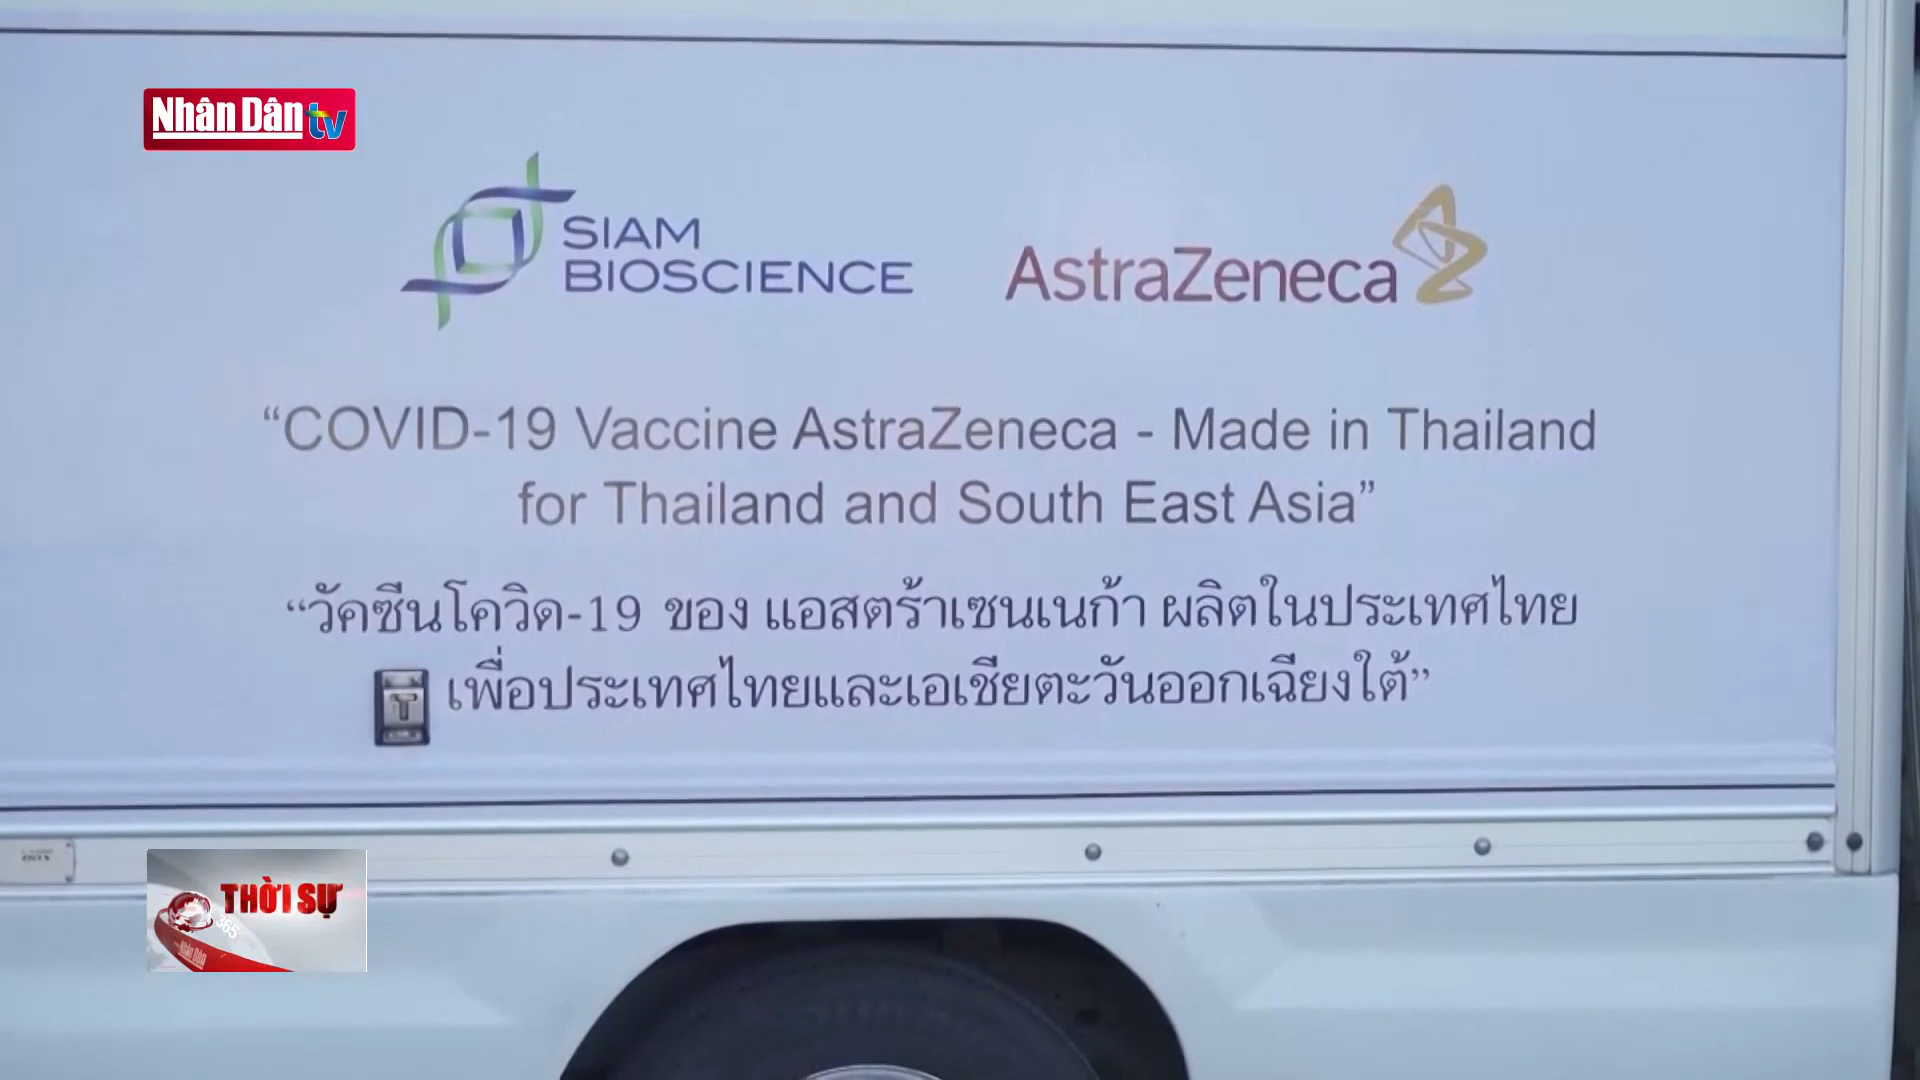 Nhân Dân tv
SIAM
BIOSCIENCE
AstraZeneca
“COVID-19 Vaccine AstraZeneca - Made in Thailand
for Thailand and South East Asia”
“วัคซีนโควิด-19 ของ แอสตร้าเซนเนก้า ผลิตในประเทศไทย
เพื่อประเทศไทยและเอเชียตะวันออกเฉียงใต้”
T
THỜI SỰ
365
Nhân Dân